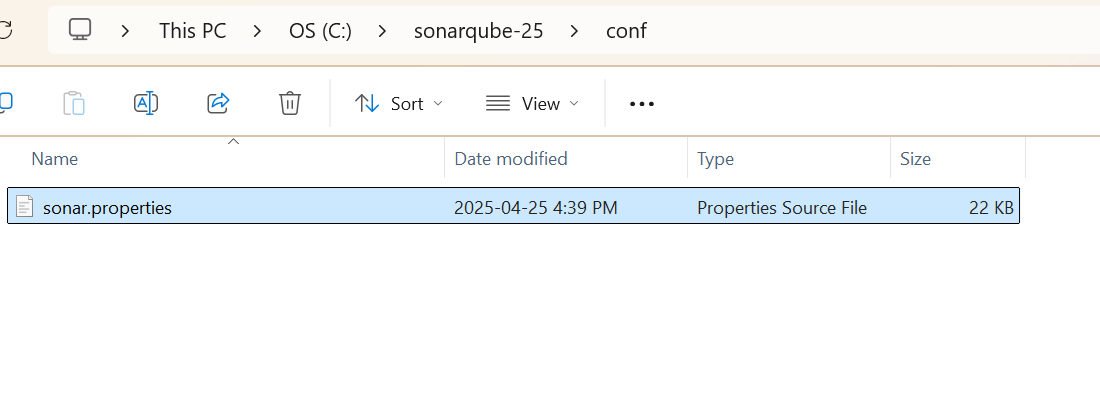 This PC > OS (C:) > sonarqube-25 > conf
Sort View
Name Date modified Type Size
sonar.properties 2025-04-25 4:39 PM Properties Source File 22 KB